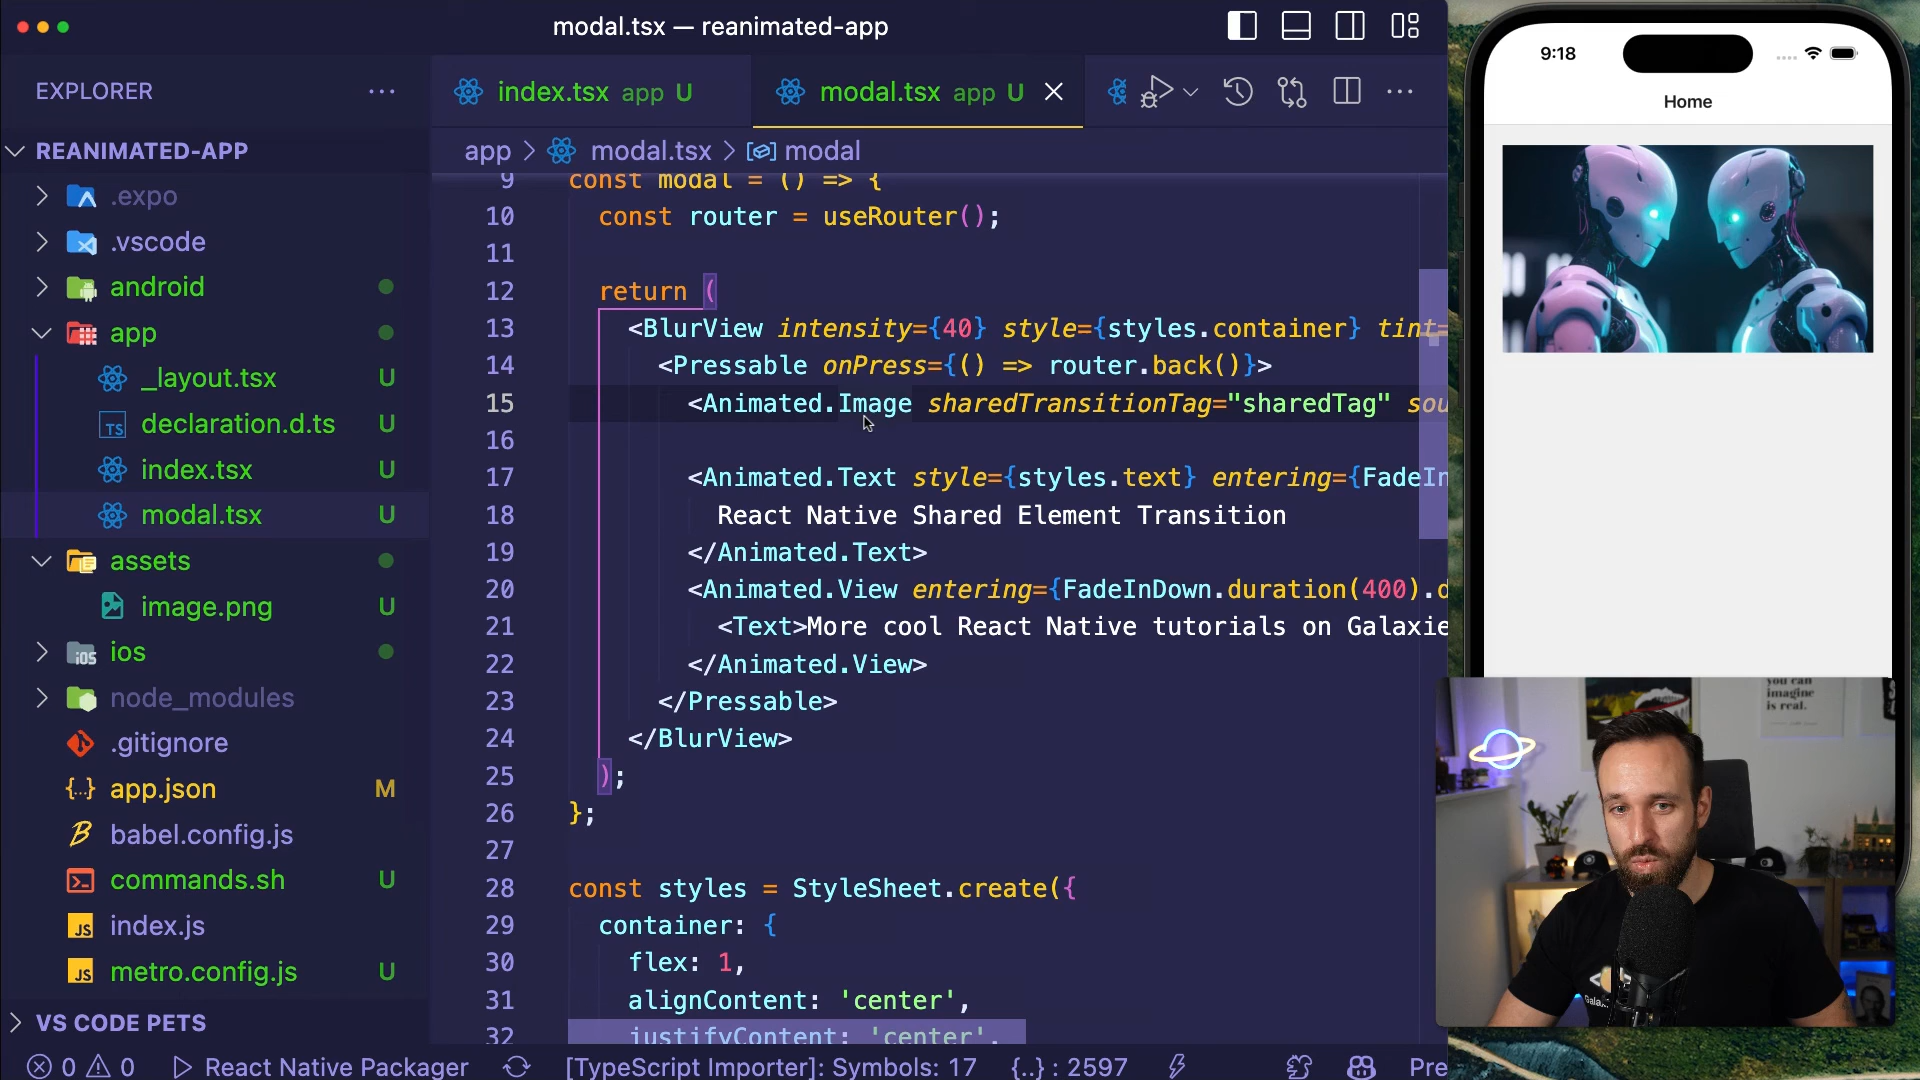 modal.tsx — reanimated-app
EXPLORER
REANIMATED-APP
.expo
.vscode
android
app
_layout.tsx U
declaration.d.ts U
index.tsx U
modal.tsx U
assets
image.png U
ios
node_modules
.gitignore
app.json M
babel.config.js
commands.sh U
index.js
metro.config.js U
VS CODE PETS
index.tsx app U
modal.tsx app U
app > modal.tsx > modal
9 const modal = () => {
10 const router = useRouter();
11
12 return (
13 <BlurView intensity={40} style={styles.container} tint=
14 <Pressable onPress={() => router.back()}>
15 <Animated.Image sharedTransitionTag="sharedTag" sou
16
17 <Animated.Text style={styles.text} entering={FadeIn
18 React Native Shared Element Transition
19 </Animated.Text>
20 <Animated.View entering={FadeInDown.duration(400).d
21 <Text>More cool React Native tutorials on Galaxie
22 </Animated.View>
23 </Pressable>
24 </BlurView>
25 );
26 };
27
28 const styles = StyleSheet.create({
29 container: {
30 flex: 1,
31 alignContent: 'center',
32 justifyContent: 'center',
0 0 React Native Packager [TypeScript Importer]: Symbols: 17 {..} : 2597 Pre
9:18
Home
you can
imagine
is real.